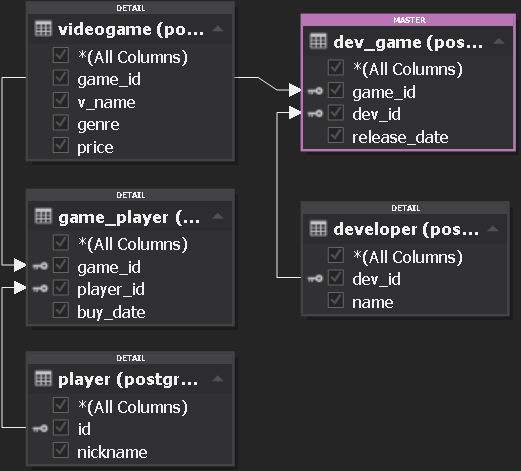 DETAIL
videogame (po...
*(All Columns)
game_id
v_name
genre
price
MASTER
dev_game (pos...
*(All Columns)
game_id
dev_id
release_date
DETAIL
game_player (...
*(All Columns)
game_id
player_id
buy_date
DETAIL
developer (pos...
*(All Columns)
dev_id
name
DETAIL
player (postgr...
*(All Columns)
id
nickname